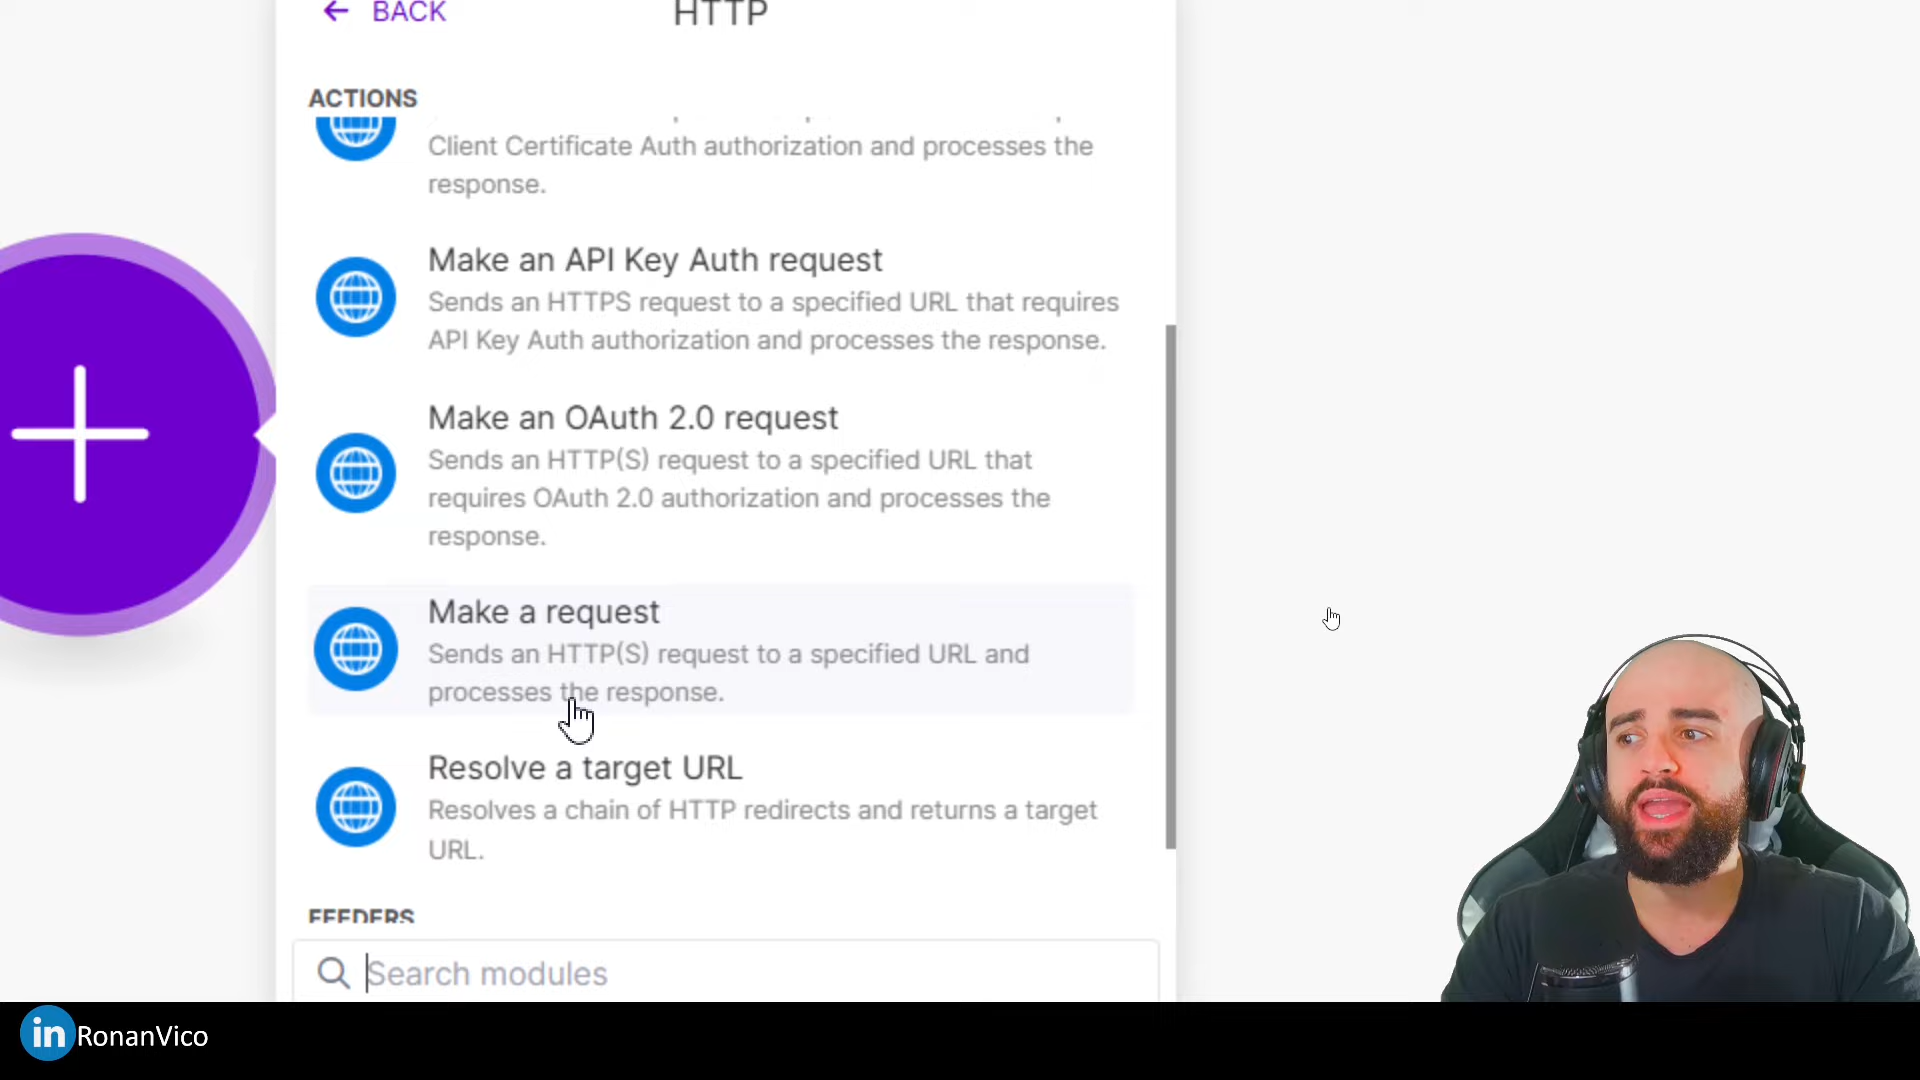 BACK
HTTP
ACTIONS
Client Certificate Auth authorization and processes the
response.
Make an API Key Auth request
Sends an HTTPS request to a specified URL that requires
API Key Auth authorization and processes the response.
Make an OAuth 2.0 request
Sends an HTTP(S) request to a specified URL that
requires OAuth 2.0 authorization and processes the
response.
Make a request
Sends an HTTP(S) request to a specified URL and
processes the response.
Resolve a target URL
Resolves a chain of HTTP redirects and returns a target
URL.
FEEDERS
Search modules
in RonanVico